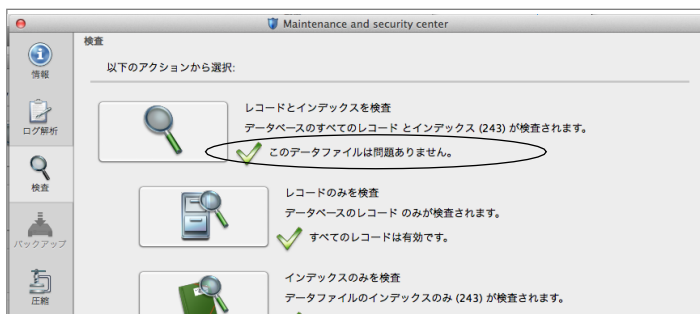 Maintenance and security center
検査
以下のアクションから選択:
情報
ログ解析
検査
バックアップ
圧縮
レコードとインデックスを検査
データベースのすべてのレコード とインデックス (243) が検査されます。
このデータファイルは問題ありません。
レコードのみを検査
データベースのレコード のみが検査されます。
すべてのレコードは有効です。
インデックスのみを検査
データファイルのインデックスのみ (243) が検査されます。